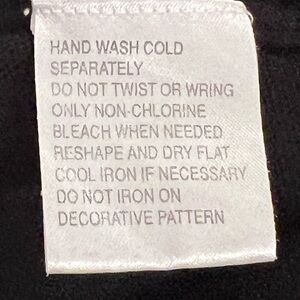 HAND WASH COLD
SEPARATELY
DO NOT TWIST OR WRING
ONLY NON-CHLORINE
BLEACH WHEN NEEDED
RESHAPE AND DRY FLAT
COOL IRON IF NECESSARY
DO NOT IRON ON
DECORATIVE PATTERN